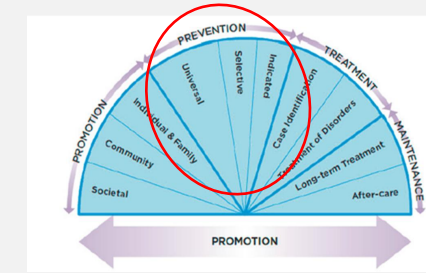 PROMOTION
PREVENTION
TREATMENT
MAINTENANCE
Societal
Community
Individual & Family
Universal
Selective
Indicated
Case Identification
Treatment of Disorders
Long-term Treatment
After-care
PROMOTION